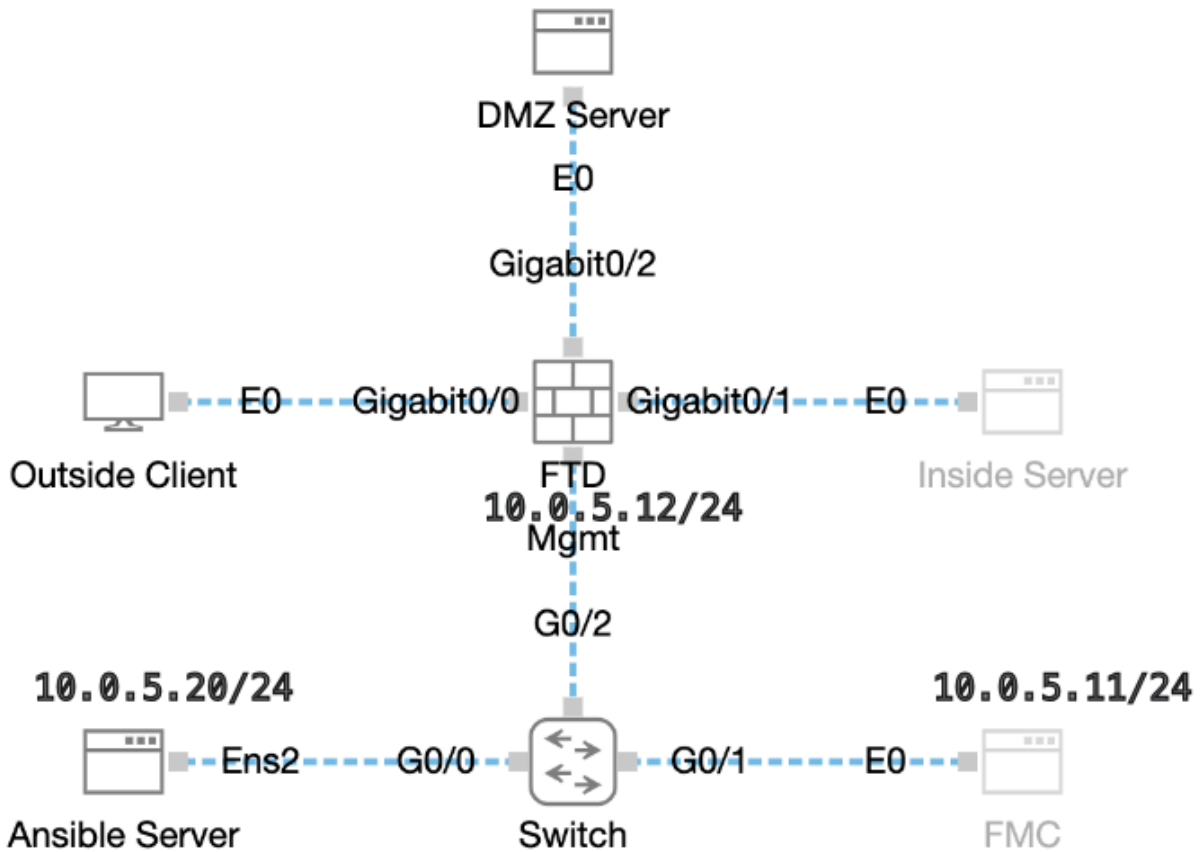 DMZ Server
E0
Gigabit0/2
E0
Gigabit0/0
Gigabit0/1
E0
Outside Client
FTD
Inside Server
10.0.5.12/24
Mgmt
G0/2
10.0.5.20/24
10.0.5.11/24
Ens2
G0/0
G0/1
E0
Ansible Server
Switch
FMC